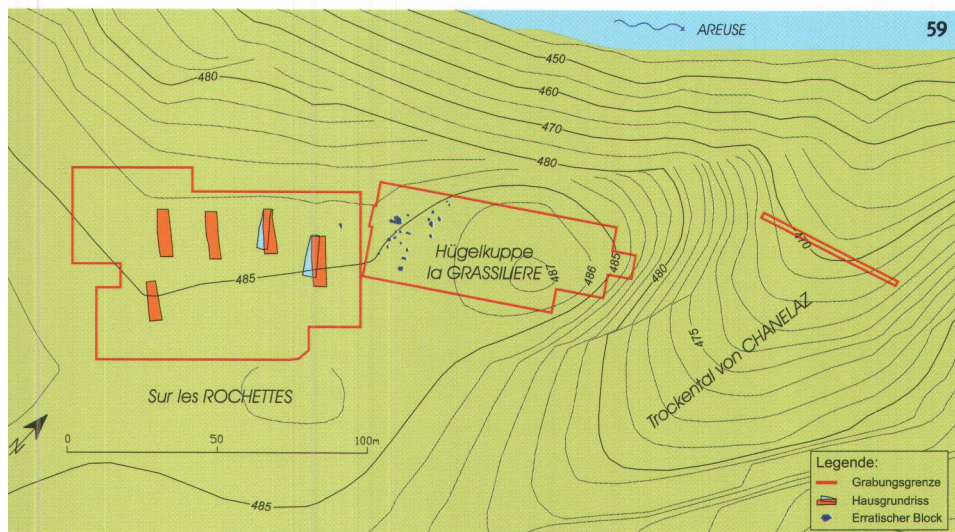 AREUSE
59
450
460
470
480
480
485
Hügelkuppe
la GRASSILIERE
487
486
485
480
475
470
Trockental von CHANELAZ
Sur les ROCHETTES
N
0 50 100m
485
Legende:
Grabungsgrenze
Hausgrundriss
Erratischer Block